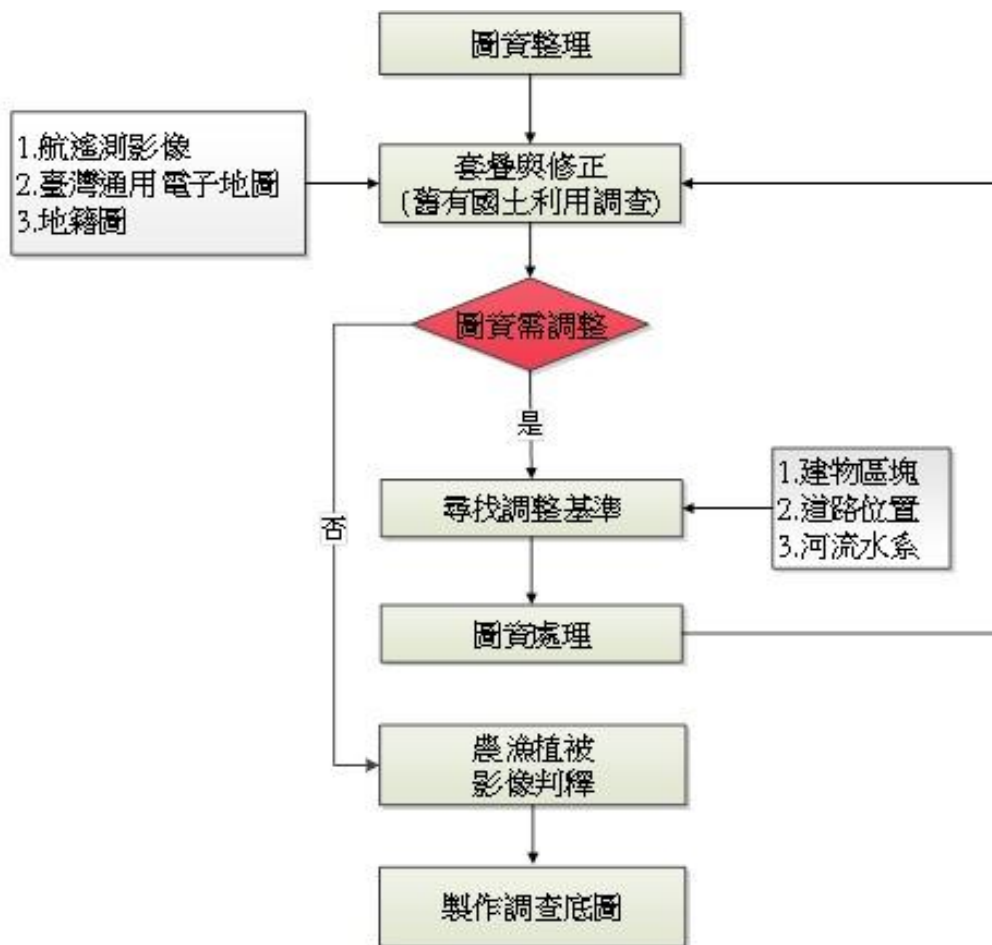 圖資整理
1.航遙測影像
2.臺灣通用電子地圖
3.地籍圖
套疊與修正
(舊有國土利用調查)
圖資需調整
是
否
尋找調整基準
1.建物區塊
2.道路位置
3.河流水系
圖資處理
農漁植被
影像判釋
製作調查底圖